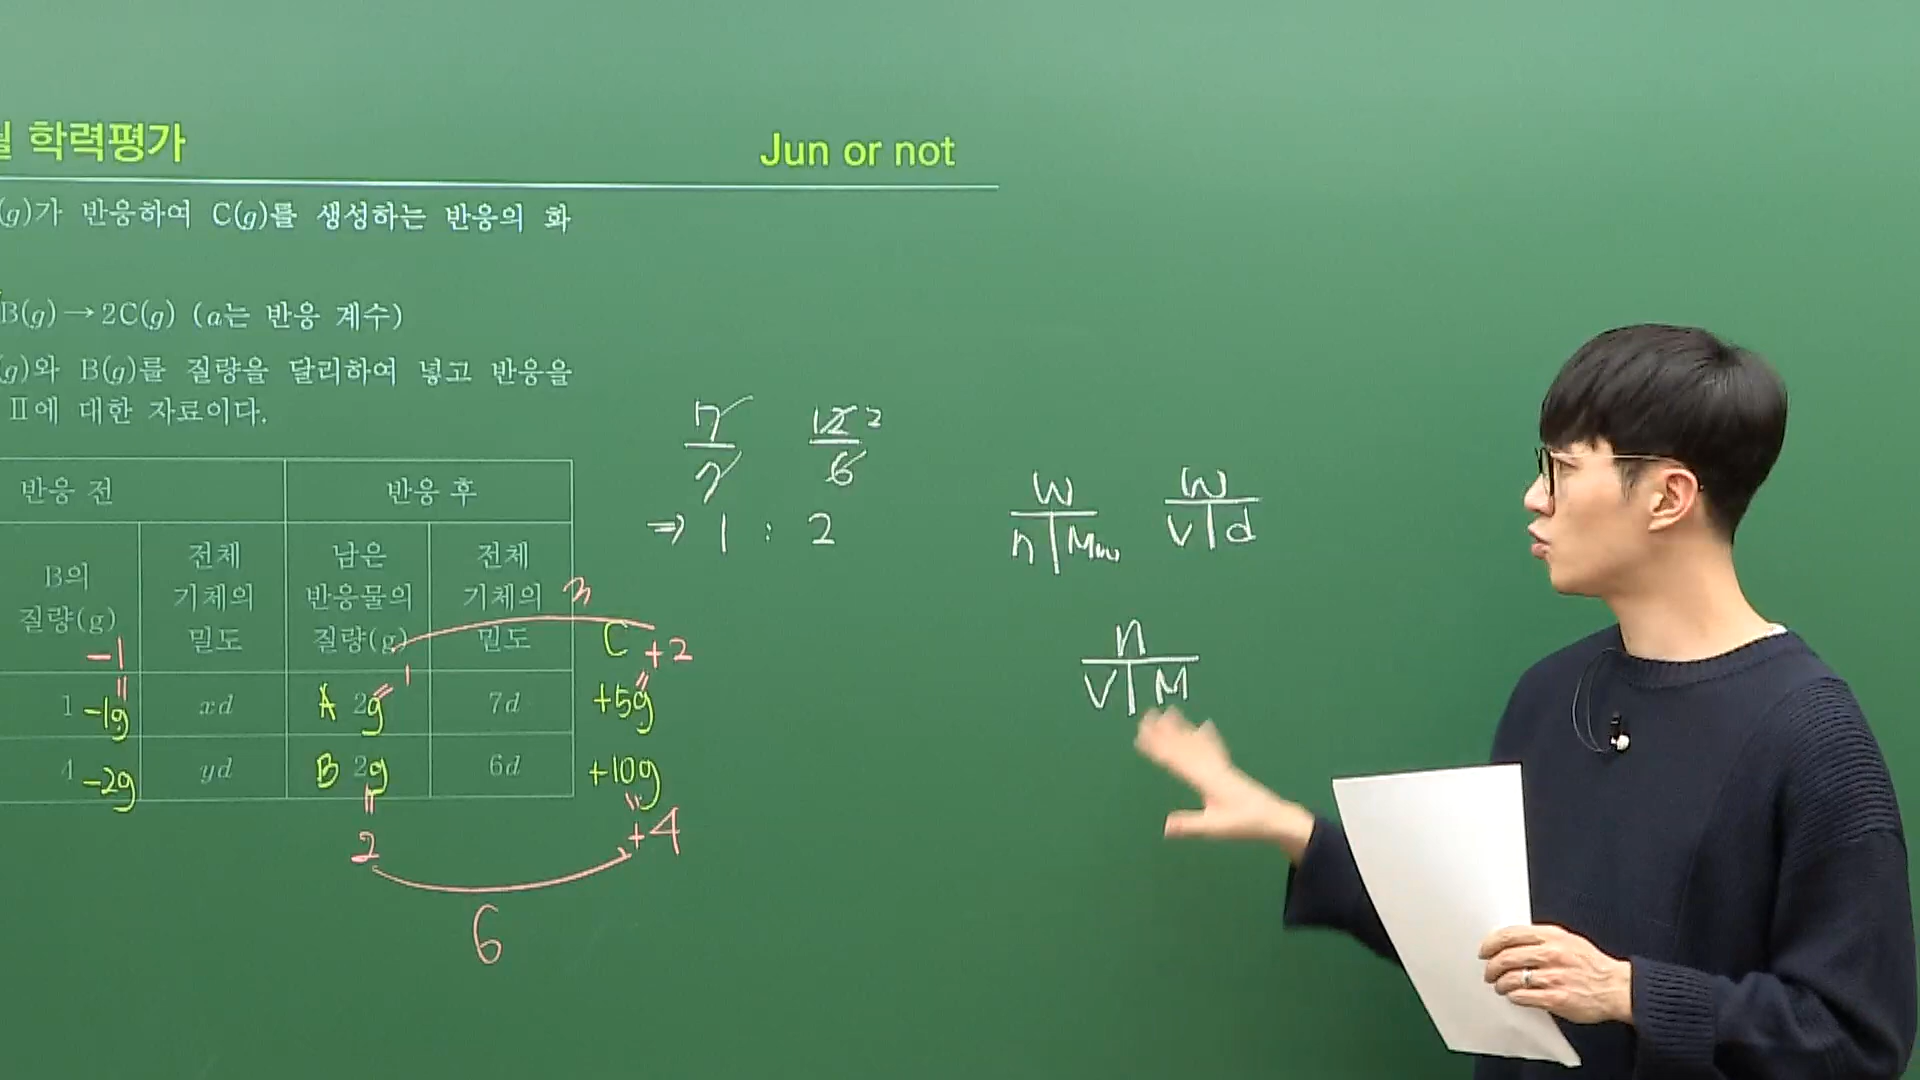 학력평가
Jun or not
(g)가 반응하여 C(g)를 생성하는 반응의 화
B(g) → 2C(g) (a는 반응 계수)
(g)와 B(g)를 질량을 달리하여 넣고 반응을
Ⅱ에 대한 자료이다.
반응 전 반응 후
B의 질량(g) 전체 기체의 밀도 남은 반응물의 질량(g) 전체 기체의 밀도 C
-1 1 3 +2
1 -1g xd A 2g 7d +5g
4 -2g yd B 2g 6d +10g
2 +4
6
7/7 12/6 2
⇒ 1 : 2
w
n M
w
v d
n
V M